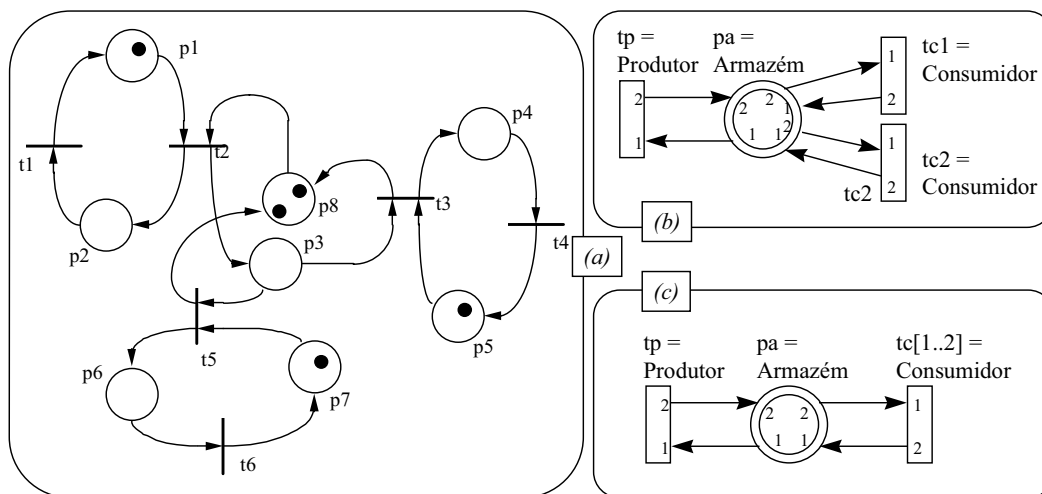 p1
t1
t2
p2
p8
p3
t3
p4
t4
p5
t5
p6
p7
t6
(a)
tp =
Produtor
pa =
Armazém
tc1 =
Consumidor
2
1
2
2
1
2
1
1
1
2
1
2
tc2 =
Consumidor
tc2
(b)
(c)
tp =
Produtor
pa =
Armazém
tc[1..2] =
Consumidor
2
1
2
2
1
1
1
2